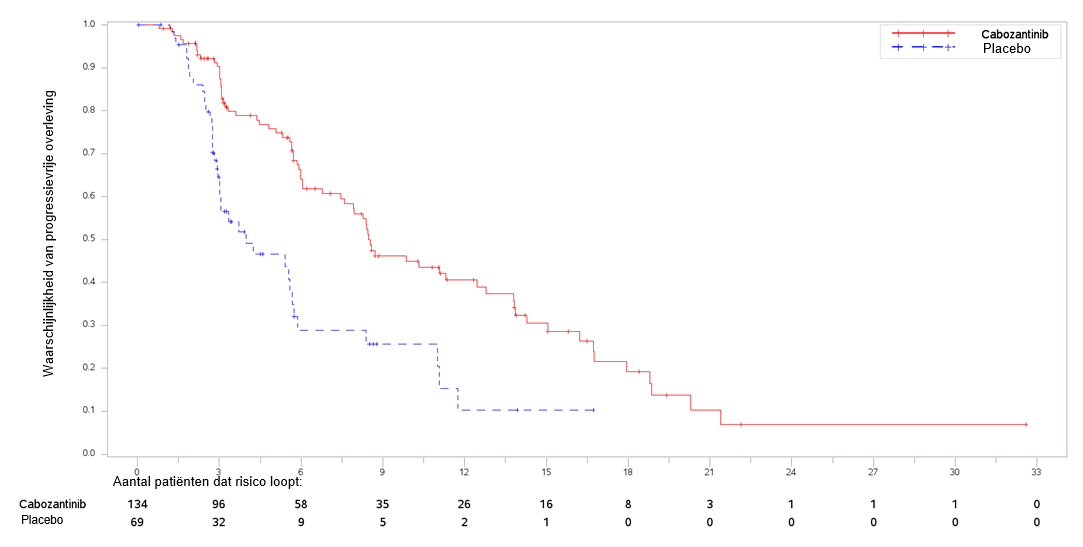 Waarschijnlijkheid van progressievrije overleving
Cabozantinib
Placebo
1.0
0.9
0.8
0.7
0.6
0.5
0.4
0.3
0.2
0.1
0.0
0 3 6 9 12 15 18 21 24 27 30 33
Aantal patiënten dat risico loopt:
Cabozantinib 134 96 58 35 26 16 8 3 1 1 1 0
Placebo 69 32 9 5 2 1 0 0 0 0 0 0